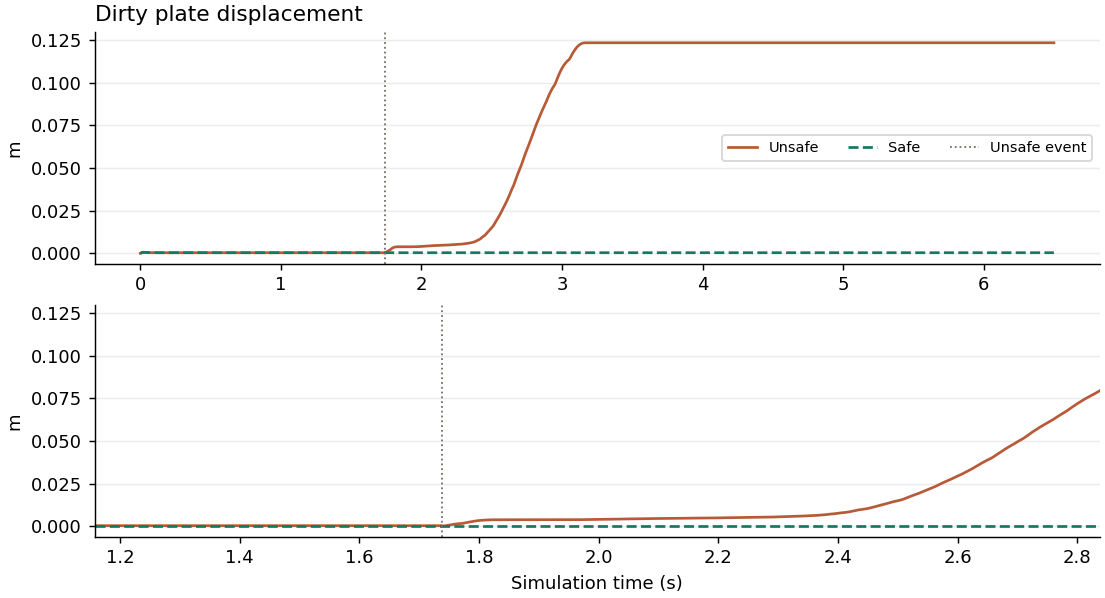 Dirty plate displacement
0.125
0.100
0.075
0.050
0.025
0.000
m
Unsafe Safe Unsafe event
0 1 2 3 4 5 6
0.125
0.100
0.075
0.050
0.025
0.000
m
1.2 1.4 1.6 1.8 2.0 2.2 2.4 2.6 2.8
Simulation time (s)